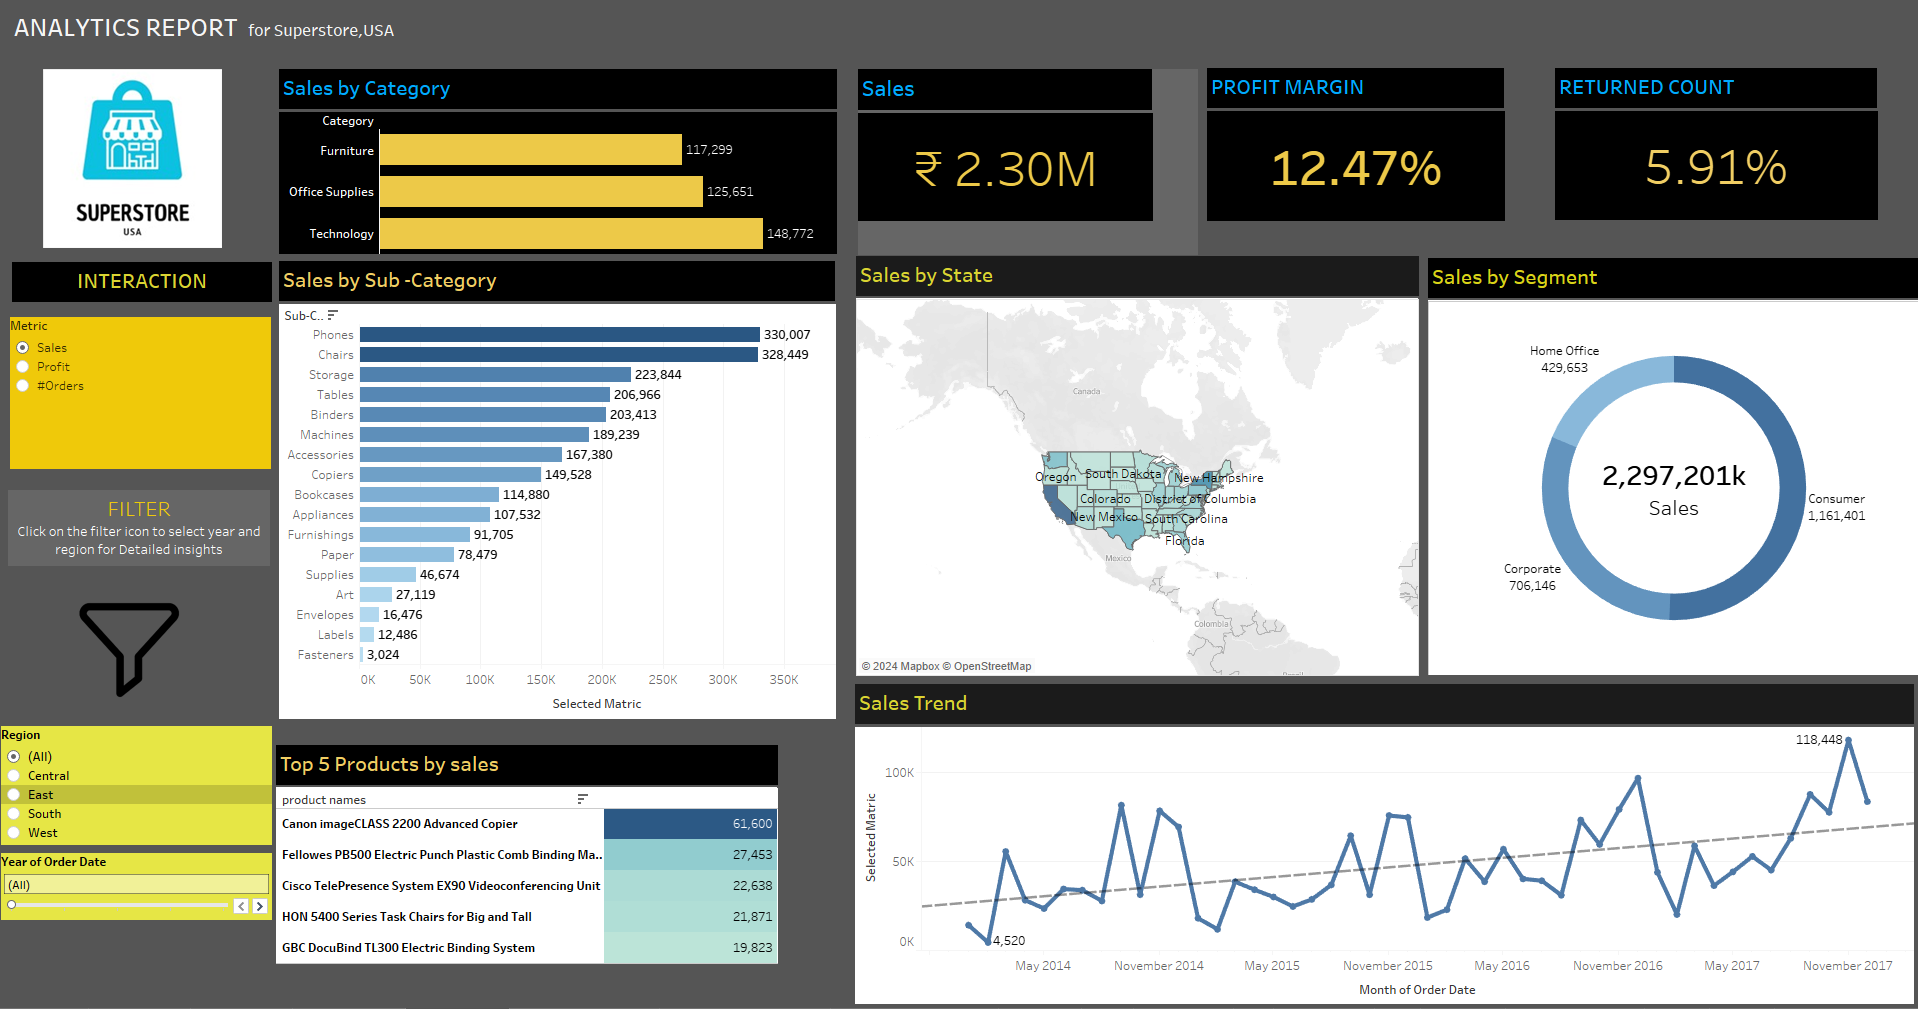 ANALYTICS REPORT for Superstore,USA
SUPERSTORE
USA
INTERACTION
Metric
Sales
Profit
#Orders
FILTER
Click on the filter icon to select year and
region for Detailed insights
Region
(All)
Central
East
South
West
Year of Order Date
(All)
Sales by Category
Category
Furniture 117,299
Office Supplies 125,651
Technology 148,772
Sales
₹ 2.30M
PROFIT MARGIN
12.47%
RETURNED COUNT
5.91%
Sales by Sub -Category
Sub-C..
Phones 330,007
Chairs 328,449
Storage 223,844
Tables 206,966
Binders 203,413
Machines 189,239
Accessories 167,380
Copiers 149,528
Bookcases 114,880
Appliances 107,532
Furnishings 91,705
Paper 78,479
Supplies 46,674
Art 27,119
Envelopes 16,476
Labels 12,486
Fasteners 3,024
0K 50K 100K 150K 200K 250K 300K 350K
Selected Matric
Top 5 Products by sales
product names
Canon imageCLASS 2200 Advanced Copier 61,600
Fellowes PB500 Electric Punch Plastic Comb Binding Ma.. 27,453
Cisco TelePresence System EX90 Videoconferencing Unit 22,638
HON 5400 Series Task Chairs for Big and Tall 21,871
GBC DocuBind TL300 Electric Binding System 19,823
Sales by State
Canada
Oregon South Dakota New Hampshire
Colorado District of Columbia
New Mexico South Carolina
Florida
Mexico
Colombia
© 2024 Mapbox © OpenStreetMap
Sales by Segment
Home Office
429,653
2,297,201k
Sales
Consumer
1,161,401
Corporate
706,146
Sales Trend
118,448
100K
50K
0K
Selected Matric
4,520
May 2014 November 2014 May 2015 November 2015 May 2016 November 2016 May 2017 November 2017
Month of Order Date